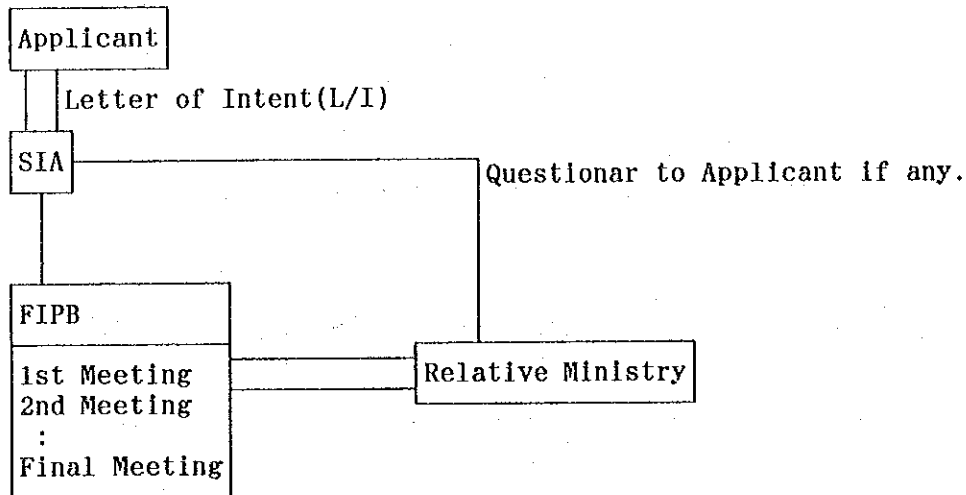 Applicant
Letter of Intent(L/I)
SIA
Questionar to Applicant if any.
FIPB
1st Meeting
2nd Meeting
:
Final Meeting
Relative Ministry